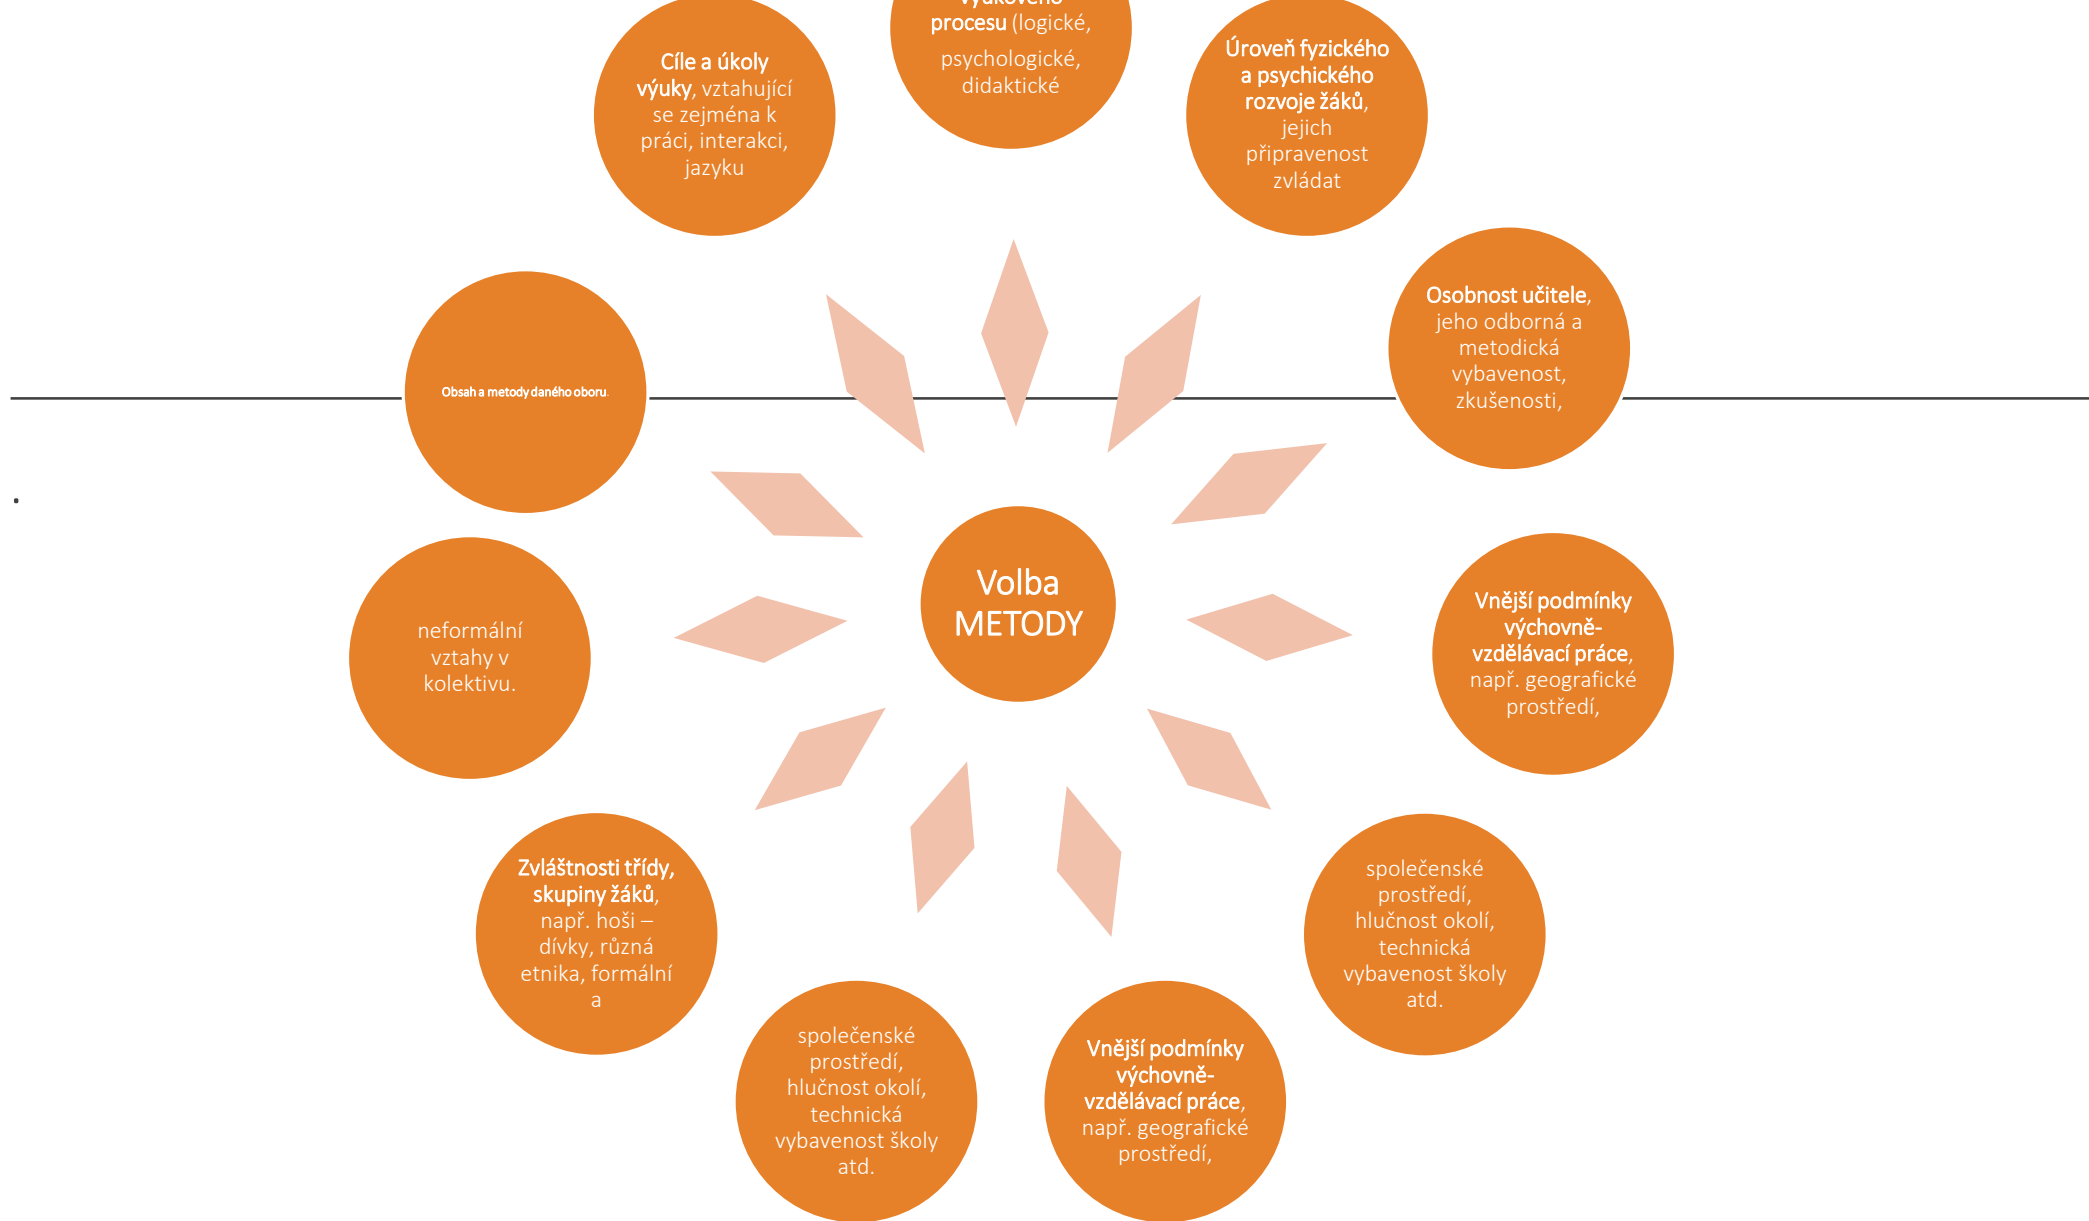 procesu (logické,
psychologické,
didaktické
Cíle a úkoly
výuky, vztahující
se zejména k
práci, interakci,
jazyku
Úroveň fyzického
a psychického
rozvoje žáků,
jejich
připravenost
zvládat
Osobnost učitele,
jeho odborná a
metodická
vybavenost,
zkušenosti,
Obsah a metody daného oboru.
Volba
METODY
Vnější podmínky
výchovně-
vzdělávací práce,
např. geografické
prostředí,
neformální
vztahy v
kolektivu.
společenské
prostředí,
hlučnost okolí,
technická
vybavenost školy
atd.
Zvláštnosti třídy,
skupiny žáků,
např. hoši –
dívky, různá
etnika, formální
a
společenské
prostředí,
hlučnost okolí,
technická
vybavenost školy
atd.
Vnější podmínky
výchovně-
vzdělávací práce,
např. geografické
prostředí,